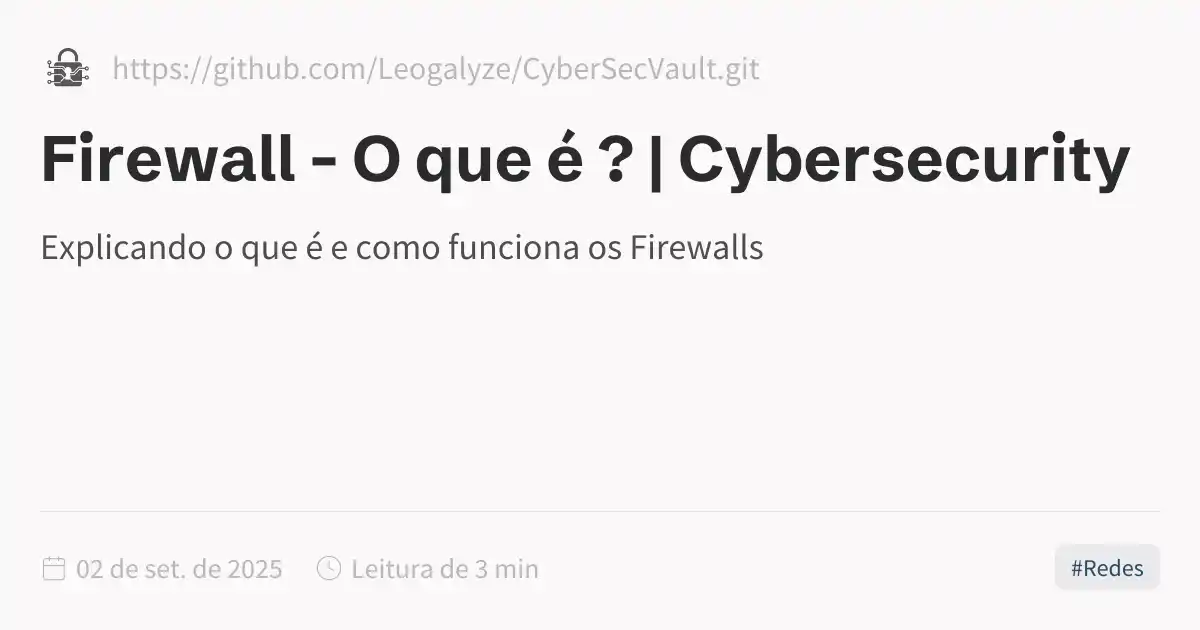 https://github.com/Leogalyze/CyberSecVault.git
Firewall - O que é ? | Cybersecurity
Explicando o que é e como funciona os Firewalls
02 de set. de 2025 Leitura de 3 min #Redes